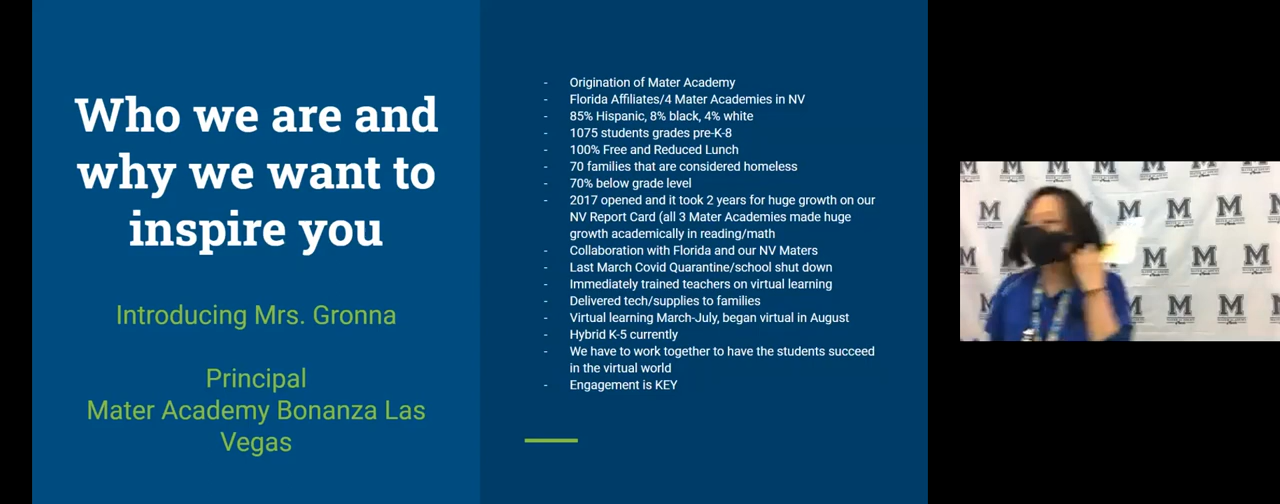 Who we are and
why we want to
inspire you
Introducing Mrs. Gronna
Principal
Mater Academy Bonanza Las
Vegas
- Origination of Mater Academy
- Florida Affiliates/4 Mater Academies in NV
- 85% Hispanic, 8% black, 4% white
- 1075 students grades pre-K-8
- 100% Free and Reduced Lunch
- 70 families that are considered homeless
- 70% below grade level
- 2017 opened and it took 2 years for huge growth on our
NV Report Card (all 3 Mater Academies made huge
growth academically in reading/math
- Collaboration with Florida and our NV Maters
- Last March Covid Quarantine/school shut down
- Immediately trained teachers on virtual learning
- Delivered tech/supplies to families
- Virtual learning March-July, began virtual in August
- Hybrid K-5 currently
- We have to work together to have the students succeed
in the virtual world
- Engagement is KEY